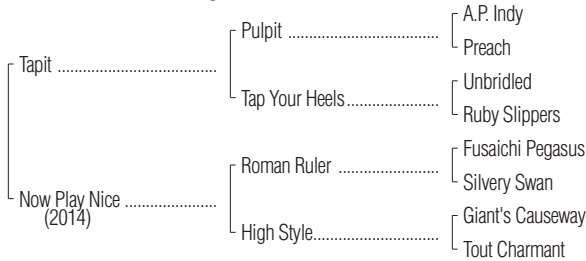 A.P. Indy
Pulpit
Preach
Tapit
Unbridled
Tap Your Heels
Ruby Slippers
Fusaichi Pegasus
Roman Ruler
Silvery Swan
Now Play Nice
(2014)
Giant's Causeway
High Style
Tout Charmant